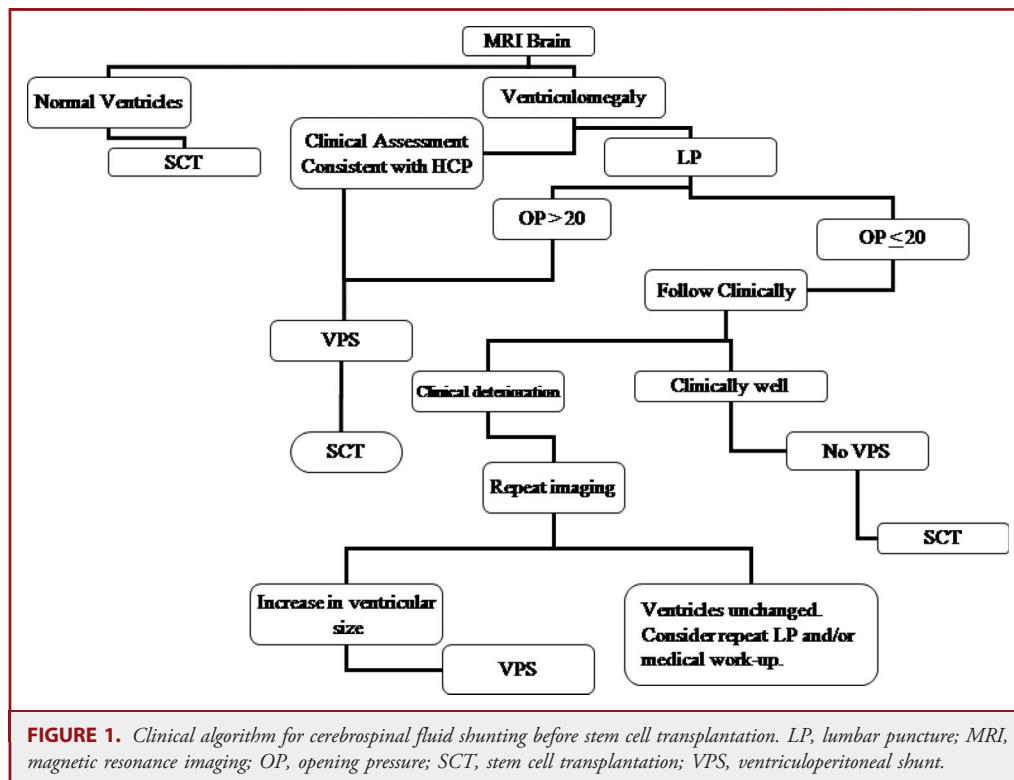 MRI Brain
Normal Ventricles
Ventriculomegaly
SCT
Clinical Assessment
Consistent with HCP
LP
OP > 20
OP ≤20
Follow Clinically
VPS
Clinical deterioration
Clinically well
SCT
No VPS
Repeat imaging
SCT
Increase in ventricular
size
Ventricles unchanged.
Consider repeat LP and/or
medical work-up.
VPS
FIGURE 1. Clinical algorithm for cerebrospinal fluid shunting before stem cell transplantation. LP, lumbar puncture; MRI,
magnetic resonance imaging; OP, opening pressure; SCT, stem cell transplantation; VPS, ventriculoperitoneal shunt.